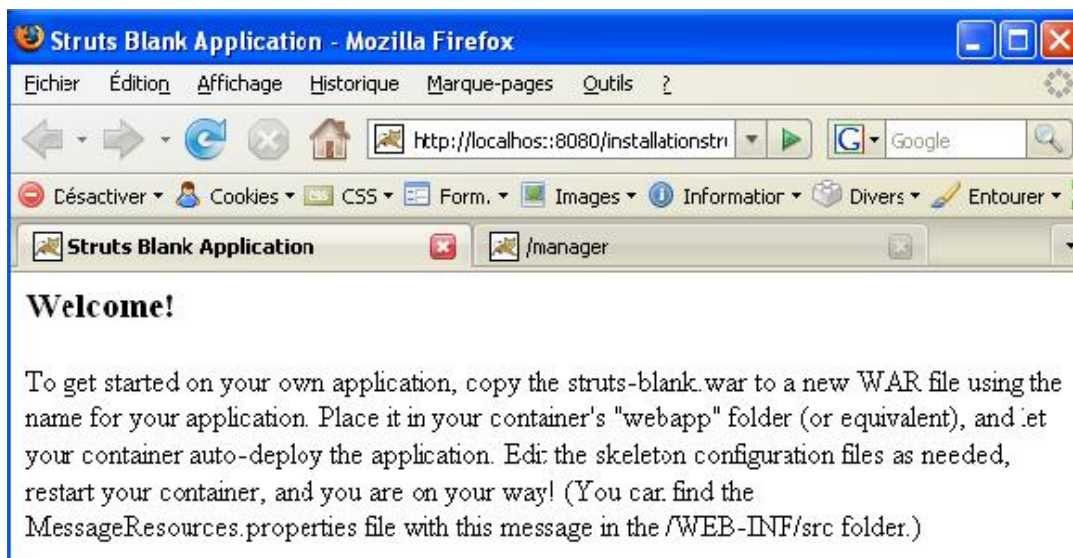 Struts Blank Application - Mozilla Firefox
Fichier Édition Affichage Historique Marque-pages Outils ?
http://localhost:8080/installationstru Google
Désactiver Cookies CSS Form. Images Information Divers Entourer
Struts Blank Application /manager
Welcome!
To get started on your own application, copy the struts-blank.war to a new WAR file using the
name for your application. Place it in your container's "webapp" folder (or equivalent), and let
your container auto-deploy the application. Edit the skeleton configuration files as needed,
restart your container, and you are on your way! (You can find the
MessageResources.properties file with this message in the /WEB-INF/src folder.)